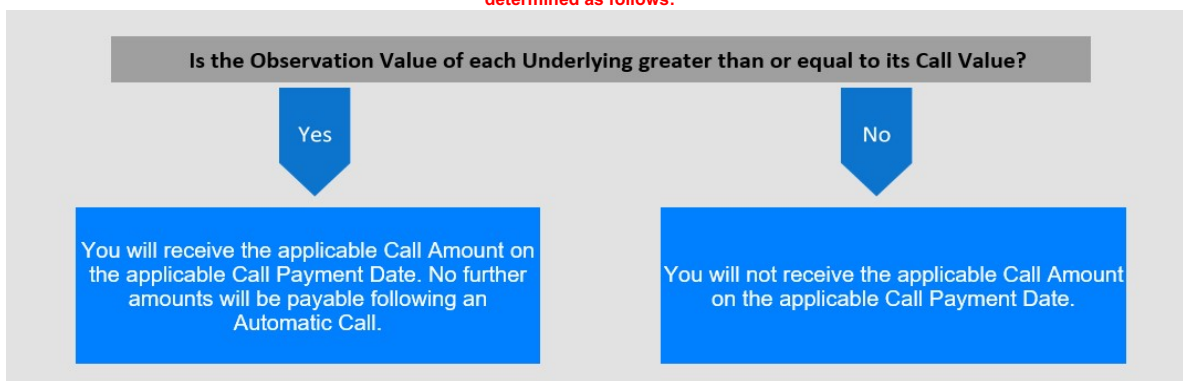 determined as follows:
Is the Observation Value of each Underlying greater than or equal to its Call Value?
Yes
No
You will receive the applicable Call Amount on
the applicable Call Payment Date. No further
amounts will be payable following an
Automatic Call.
You will not receive the applicable Call Amount
on the applicable Call Payment Date.